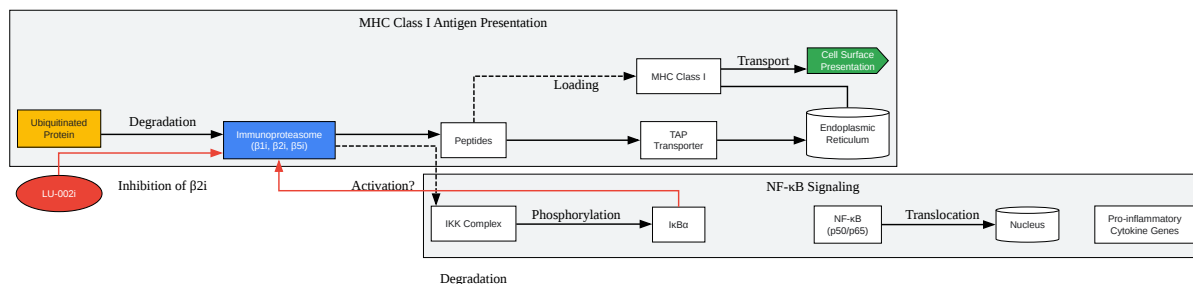 MHC Class I Antigen Presentation
Cell Surface
Presentation
Transport
MHC Class I
Loading
Ubiquitinated
Protein
Degradation
Immunoproteasome
(β1i, β2i, β5i)
Peptides
TAP
Transporter
Endoplasmic
Reticulum
LU-002i
Inhibition of β2i
Activation?
NF-κB Signaling
IKK Complex
Phosphorylation
IκBα
NF-κB
(p50/p65)
Translocation
Nucleus
Pro-inflammatory
Cytokine Genes
Degradation